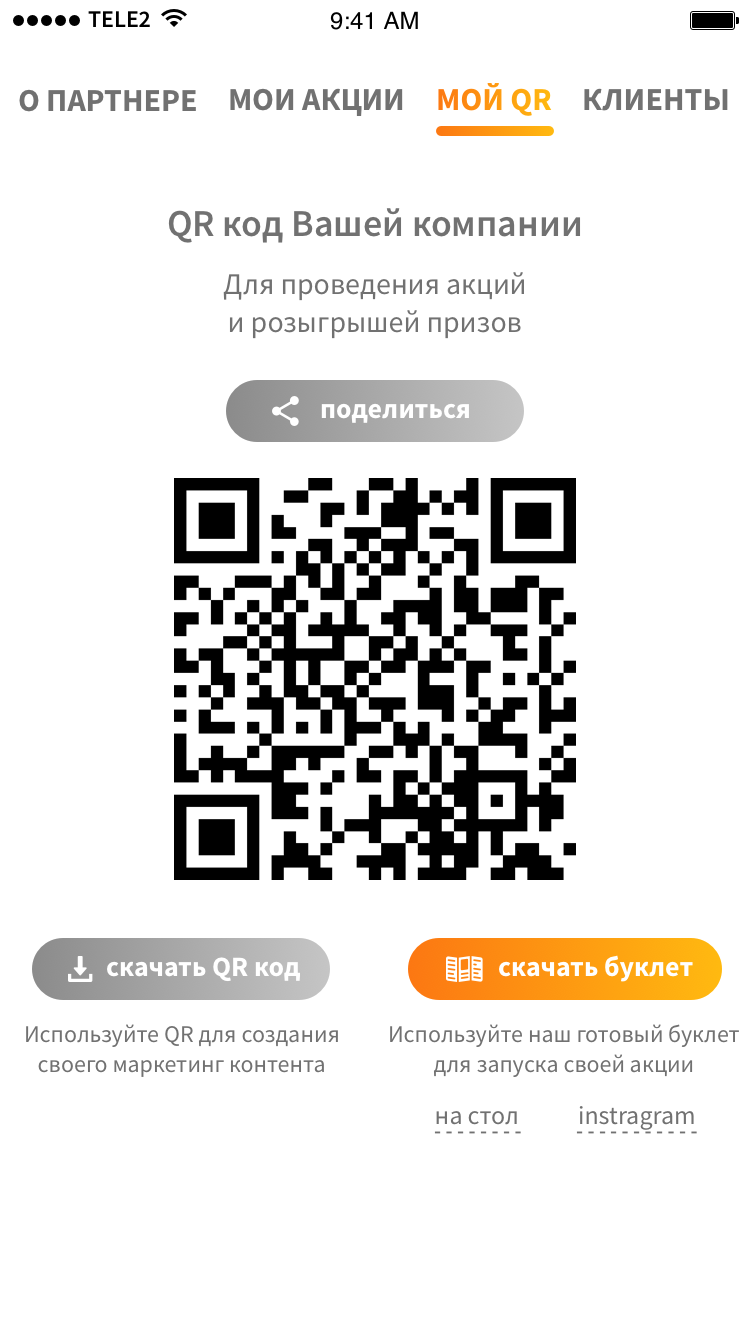 TELE2 9:41 AM
О ПАРТНЕРЕ МОИ АКЦИИ МОЙ QR КЛИЕНТЫ
QR код Вашей компании
Для проведения акций
и розыгрышей призов
поделиться
скачать QR код
Используйте QR для создания
своего маркетинг контента
скачать буклет
Используйте наш готовый буклет
для запуска своей акции
на стол instragram